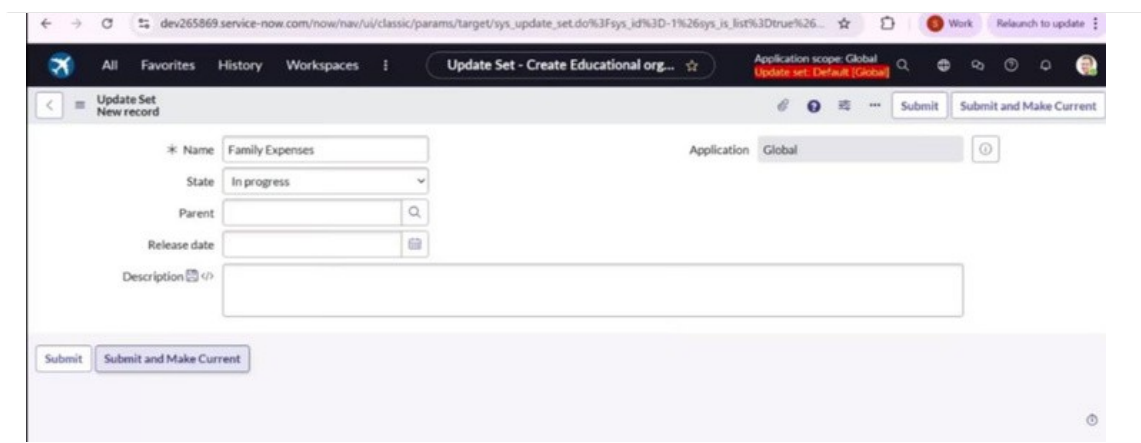 dev265869.service-now.com/now/nav/ui/classic/params/target/sys_update_set.do%3Fsys_id%3D-1%26sys_is_list%3Dtrue%26...
S Work
Relaunch to update
All Favorites History Workspaces
Update Set - Create Educational org...
Application scope: Global
Update set: Default [Global]
Update Set
New record
Submit
Submit and Make Current
* Name Family Expenses
Application Global
State In progress
Parent
Release date
Description
Submit
Submit and Make Current